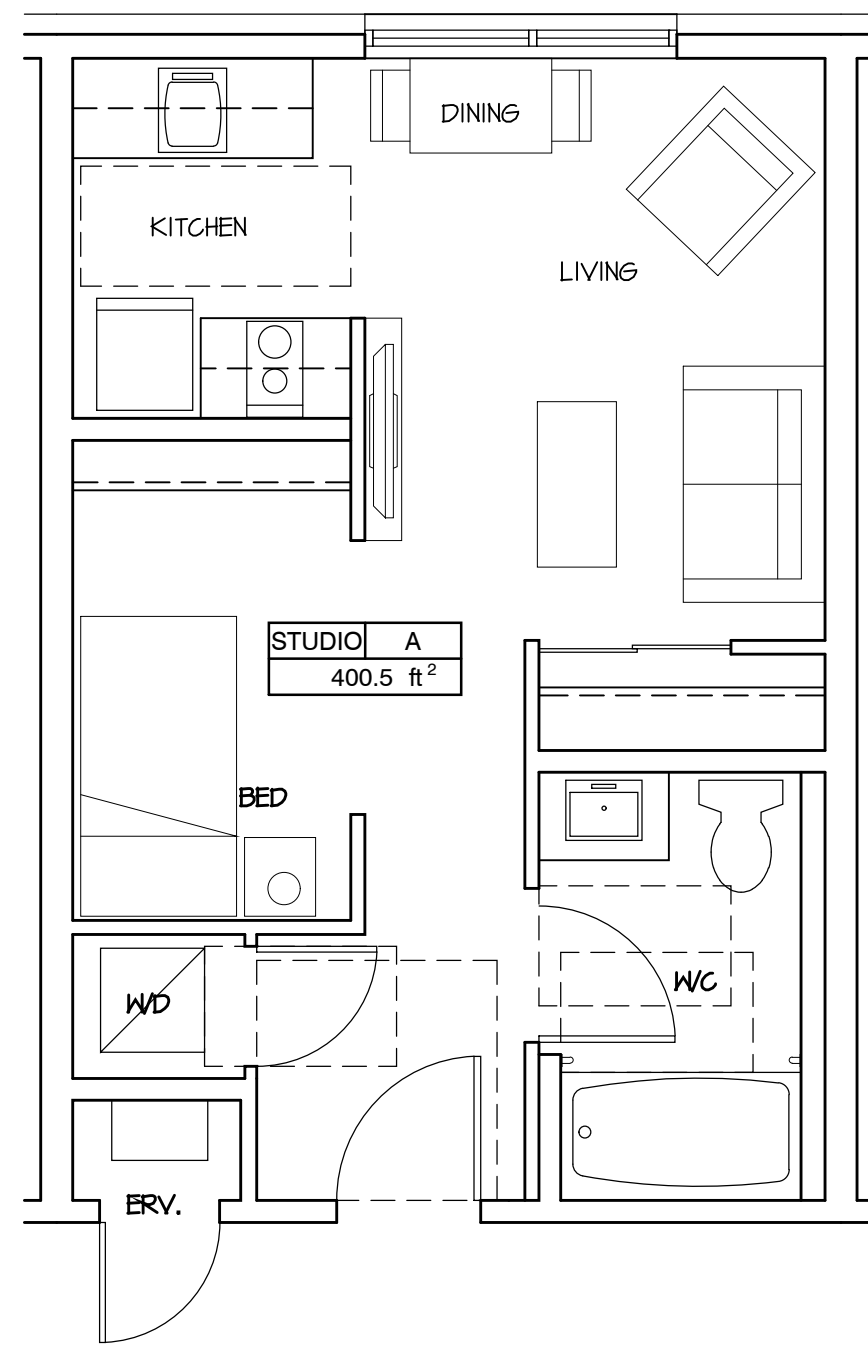 DINING
KITCHEN
LIVING
STUDIO A
400.5 ft²
BED
W/C
W/D
ERV.